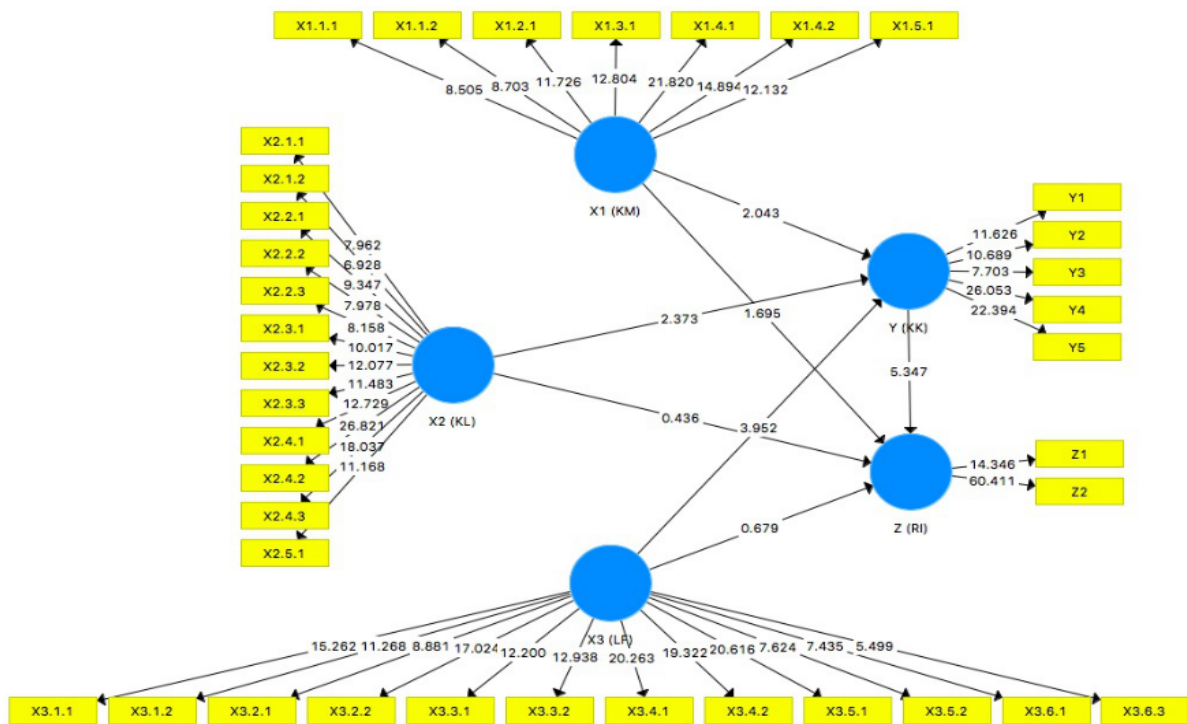 X1.1.1 X1.1.2 X1.2.1 X1.3.1 X1.4.1 X1.4.2 X1.5.1
8.505 8.703 11.726 12.804 21.820 14.894 12.132
X1 (KM)
X2.1.1
X2.1.2
X2.2.1
X2.2.2
X2.2.3
X2.3.1
X2.3.2
X2.3.3
X2.4.1
X2.4.2
X2.4.3
X2.5.1
7.962
6.928
9.347
7.978
8.158
10.017
12.077
11.483
12.729
26.821
18.037
11.168
X2 (KL)
2.043
2.373
1.695
0.436
3.952
0.679
5.347
Y (KK)
11.626
10.689
7.703
26.053
22.394
Y1
Y2
Y3
Y4
Y5
Z (RI)
14.346
60.411
Z1
Z2
X3 (LF)
15.262 11.268 8.881 17.024 12.200 12.938 20.263 19.322 20.616 7.624 7.435 5.499
X3.1.1 X3.1.2 X3.2.1 X3.2.2 X3.3.1 X3.3.2 X3.4.1 X3.4.2 X3.5.1 X3.5.2 X3.6.1 X3.6.3